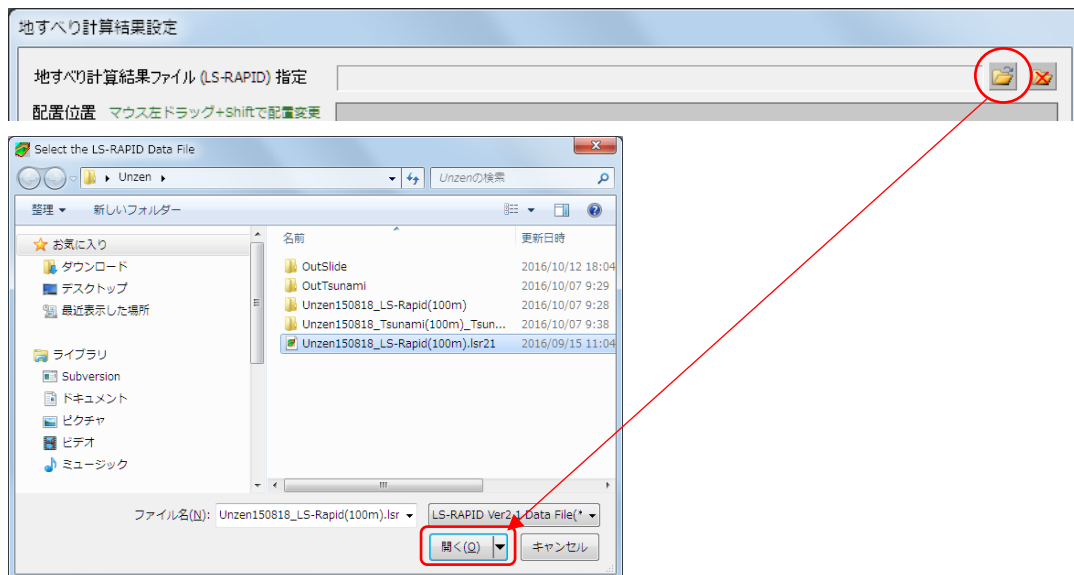 地すべり計算結果設定
地すべり計算結果ファイル (LS-RAPID) 指定
配置位置 マウス左ドラッグ+Shiftで配置変更
Select the LS-RAPID Data File
Unzen
Unzenの検索
整理 新しいフォルダー
名前 更新日時
お気に入り
ダウンロード
デスクトップ
最近表示した場所
ライブラリ
Subversion
ドキュメント
ピクチャ
ビデオ
ミュージック
OutSlide 2016/10/12 18:04
OutTsunami 2016/10/07 9:29
Unzen150818_LS-Rapid(100m) 2016/10/07 9:28
Unzen150818_Tsunami(100m)_Tsun... 2016/10/07 9:38
Unzen150818_LS-Rapid(100m).lsr21 2016/09/15 11:04
ファイル名(N): Unzen150818_LS-Rapid(100m).lsr LS-RAPID Ver2.1 Data File(*
開く(O) キャンセル